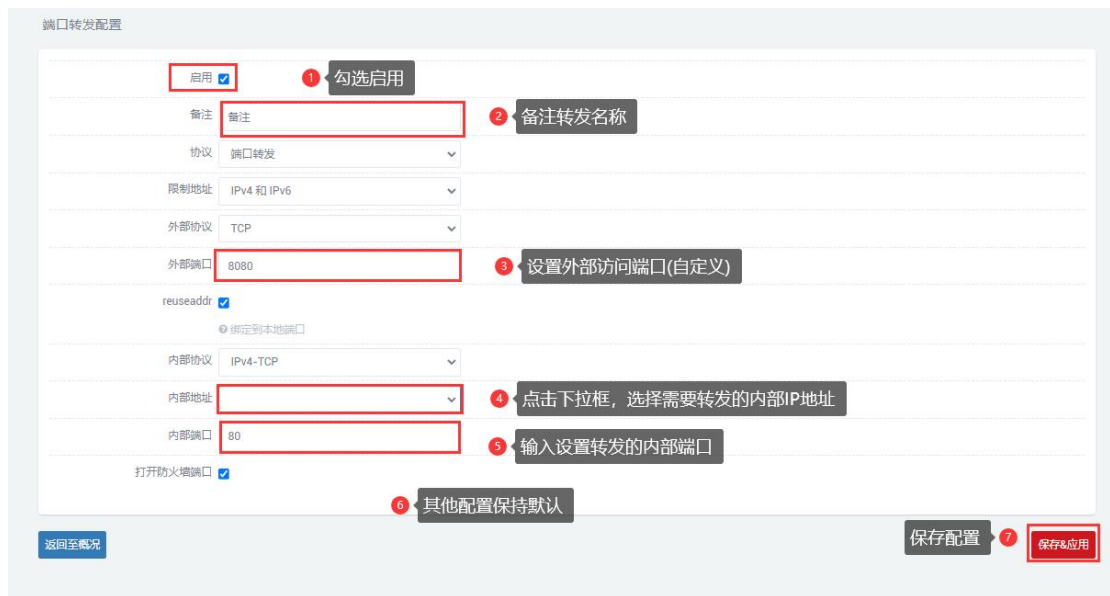 端口转发配置
启用 1 勾选启用
备注 备注 2 备注转发名称
协议 端口转发
限制地址 IPv4 和 IPv6
外部协议 TCP
外部端口 8080 3 设置外部访问端口(自定义)
reuseaddr
绑定到本地端口
内部协议 IPv4-TCP
内部地址 4 点击下拉框，选择需要转发的内部IP地址
内部端口 80 5 输入设置转发的内部端口
打开防火墙端口
6 其他配置保持默认
返回至概况 保存配置 7 保存&应用